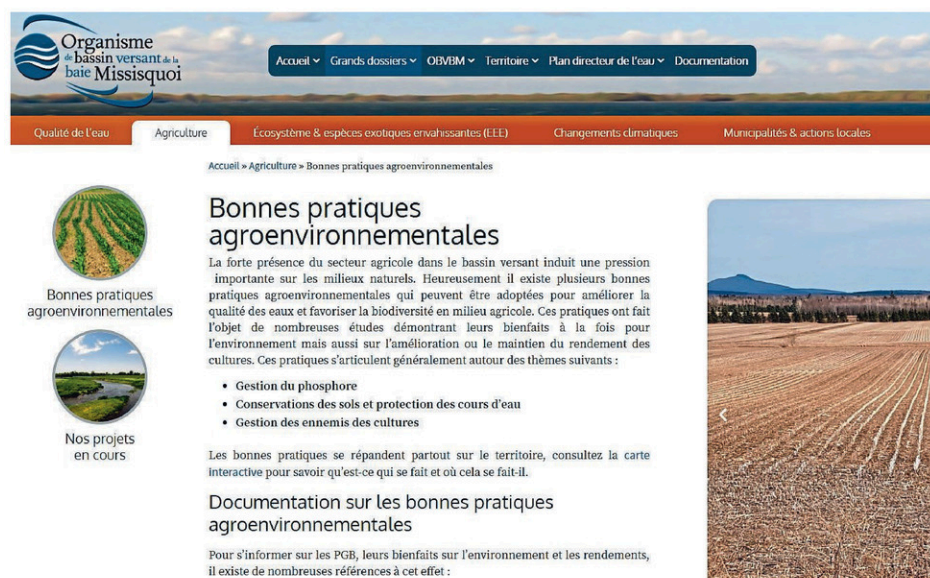 Organisme
de bassin versant de la
baie Missisquoi
Accueil Grands dossiers OBVBM Territoire Plan directeur de l'eau Documentation
Qualité de l'eau Agriculture Écosystème & espèces exotiques envahissantes (EEE) Changements climatiques Municipalités & actions locales
Accueil » Agriculture » Bonnes pratiques agroenvironnementales
Bonnes pratiques
agroenvironnementales
Nos projets
en cours
Bonnes pratiques
agroenvironnementales
La forte présence du secteur agricole dans le bassin versant induit une pression
importante sur les milieux naturels. Heureusement il existe plusieurs bonnes
pratiques agroenvironnementales qui peuvent être adoptées pour améliorer la
qualité des eaux et favoriser la biodiversité en milieu agricole. Ces pratiques ont fait
l'objet de nombreuses études démontrant leurs bienfaits à la fois pour
l'environnement mais aussi sur l'amélioration ou le maintien du rendement des
cultures. Ces pratiques s'articulent généralement autour des thèmes suivants :
• Gestion du phosphore
• Conservations des sols et protection des cours d'eau
• Gestion des ennemis des cultures
Les bonnes pratiques se répandent partout sur le territoire, consultez la carte
interactive pour savoir qu'est-ce qui se fait et où cela se fait-il.
Documentation sur les bonnes pratiques
agroenvironnementales
Pour s'informer sur les PGB, leurs bienfaits sur l'environnement et les rendements,
il existe de nombreuses références à cet effet :